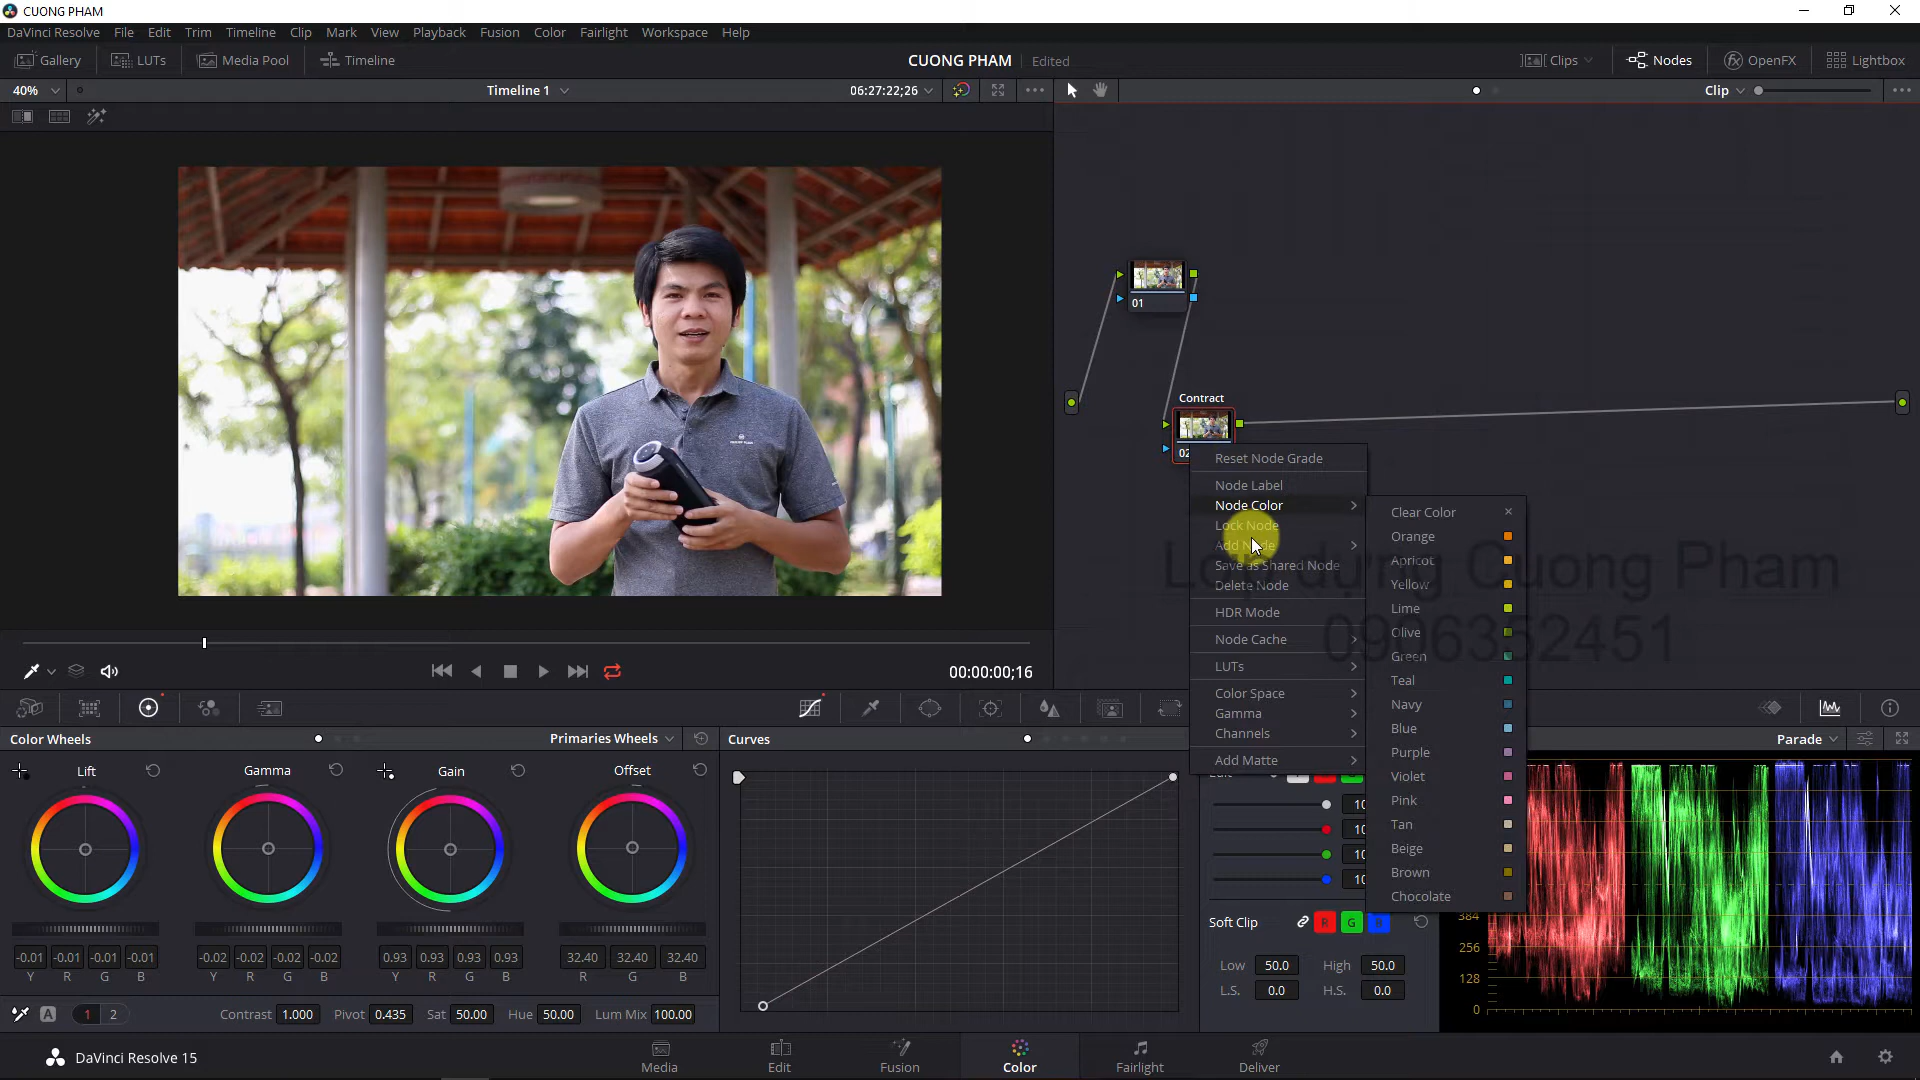 CUONG PHAM
DaVinci Resolve File Edit Trim Timeline Clip Mark View Playback Fusion Color Fairlight Workspace Help
Gallery LUTs Media Pool Timeline CUONG PHAM Edited Clips Nodes OpenFX Lightbox
40% Timeline 1 06:27:22;26 Clip
01
Contract
02
Reset Node Grade
Node Label
Node Color
Lock Node
Add Node
Save as Shared Node
Delete Node
HDR Mode
Node Cache
LUTs
Color Space
Gamma
Channels
Add Matte
Clear Color
Orange
Apricot
Yellow
Lime
Olive
Green
Teal
Navy
Blue
Purple
Violet
Pink
Tan
Beige
Brown
Chocolate
Cuong Pham
0906352451
00:00:00;16
Color Wheels Primaries Wheels Curves Parade
Lift Gamma Gain Offset
-0.01 -0.01 -0.01 -0.01 -0.02 -0.02 -0.02 -0.02 0.93 0.93 0.93 0.93 32.40 32.40 32.40
Y R G B Y R G B Y R G B R G B
A 1 2 Contrast 1.000 Pivot 0.435 Sat 50.00 Hue 50.00 Lum Mix 100.00
10
10
10
10
Soft Clip R G B
Low 50.0 High 50.0
L.S. 0.0 H.S. 0.0
384
256
128
0
DaVinci Resolve 15 Media Edit Fusion Color Fairlight Deliver